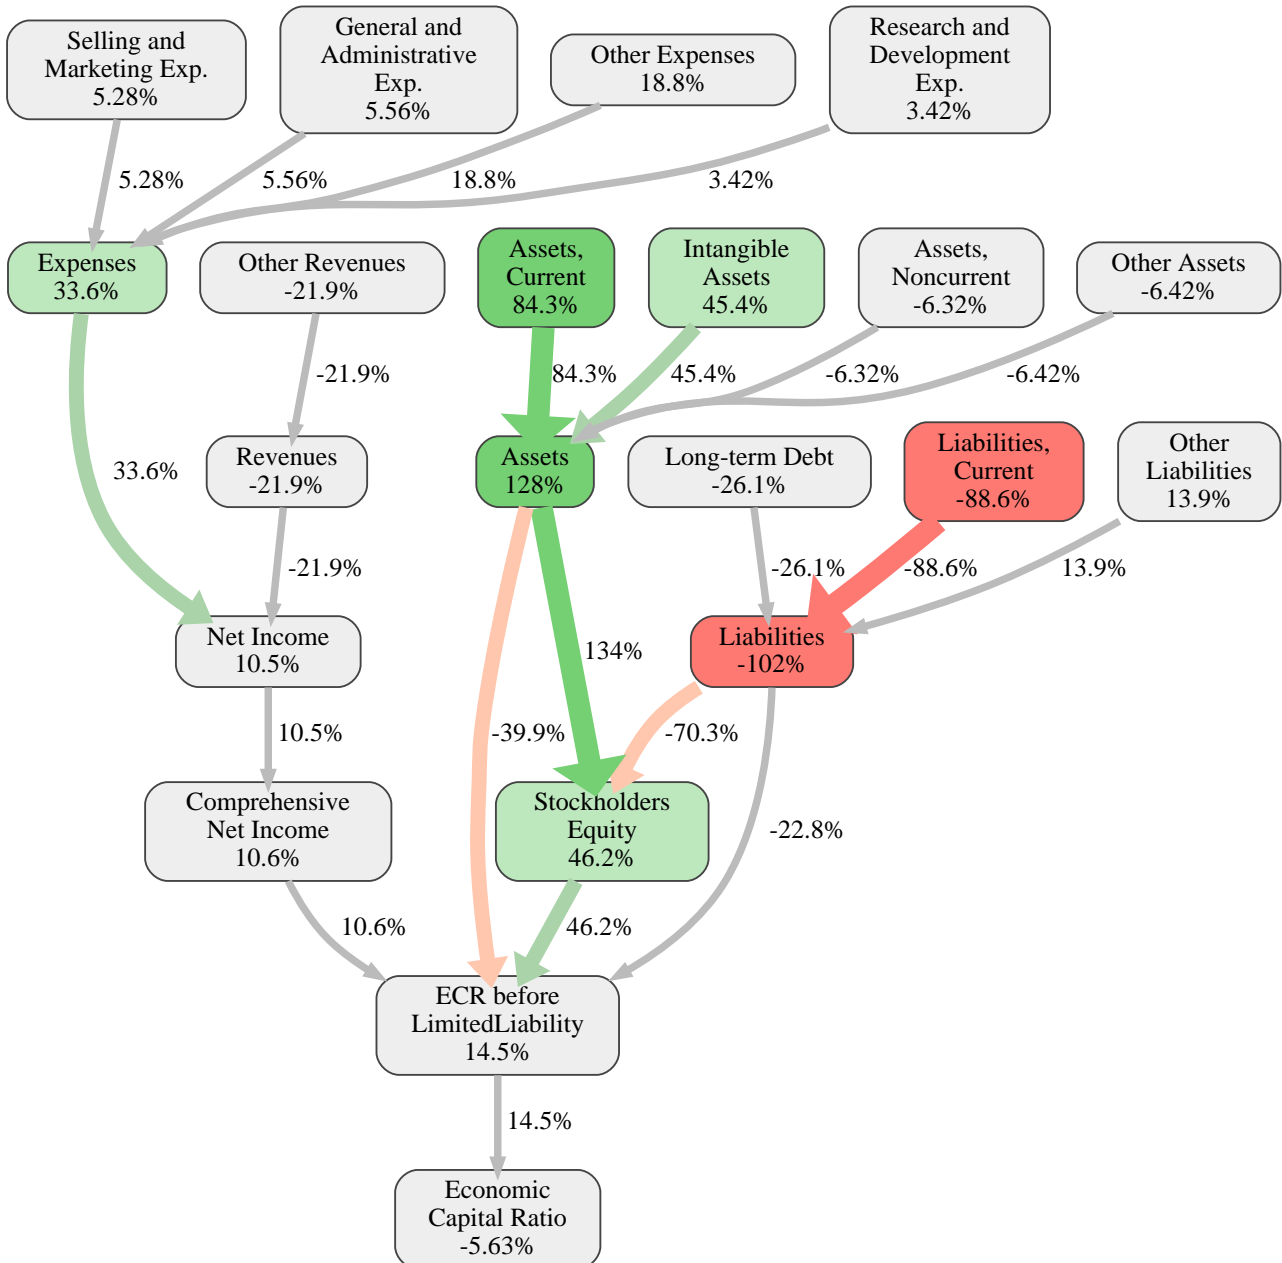 Selling and
Marketing Exp.
5.28%
General and
Administrative
Exp.
5.56%
Other Expenses
18.8%
Research and
Development
Exp.
3.42%
5.28%
5.56%
18.8%
3.42%
Expenses
33.6%
Other Revenues
-21.9%
Assets,
Current
84.3%
Intangible
Assets
45.4%
Assets,
Noncurrent
-6.32%
Other Assets
-6.42%
-21.9%
84.3%
45.4%
-6.32%
-6.42%
Revenues
-21.9%
Assets
128%
Long-term Debt
-26.1%
Liabilities,
Current
-88.6%
Other
Liabilities
13.9%
33.6%
-21.9%
-26.1%
-88.6%
13.9%
Net Income
10.5%
134%
Liabilities
-102%
10.5%
-39.9%
-70.3%
Comprehensive
Net Income
10.6%
Stockholders
Equity
46.2%
-22.8%
10.6%
46.2%
ECR before
LimitedLiability
14.5%
14.5%
Economic
Capital Ratio
-5.63%